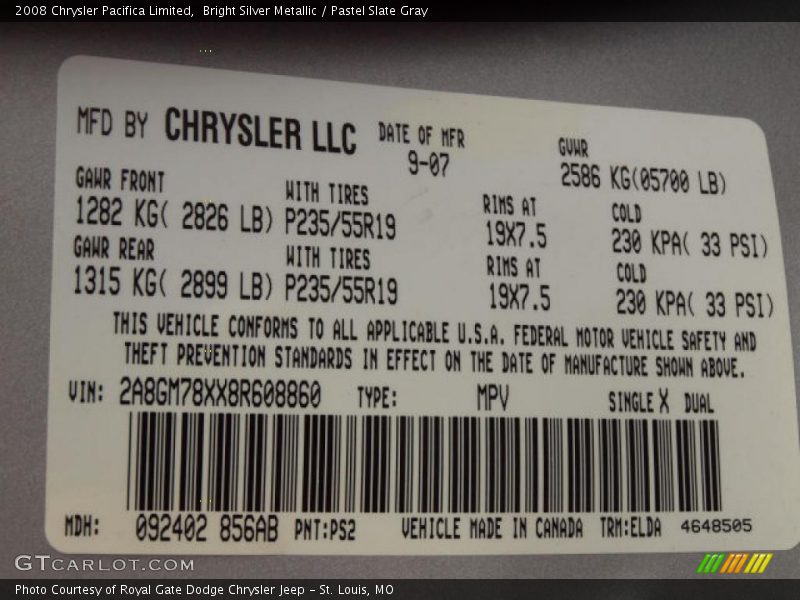 2008 Chrysler Pacifica Limited,  Bright Silver Metallic / Pastel Slate Gray
MFD BY CHRYSLER LLC DATE OF MFR GVWR
9-07 2586 KG(05700 LB)
GAWR FRONT WITH TIRES RIMS AT COLD
1282 KG( 2826 LB) P235/55R19 19X7.5 230 KPA( 33 PSI)
GAWR REAR WITH TIRES RIMS AT COLD
1315 KG( 2899 LB) P235/55R19 19X7.5 230 KPA( 33 PSI)
THIS VEHICLE CONFORMS TO ALL APPLICABLE U.S.A. FEDERAL MOTOR VEHICLE SAFETY AND
THEFT PREVENTION STANDARDS IN EFFECT ON THE DATE OF MANUFACTURE SHOWN ABOVE.
VIN: 2A8GM78XX8R608860 TYPE: MPV SINGLE X DUAL
MDH: 092402 856AB PNT:PS2 VEHICLE MADE IN CANADA TRM:ELDA 4648505
GTCARLOT.COM
Photo Courtesy of Royal Gate Dodge Chrysler Jeep – St. Louis, MO